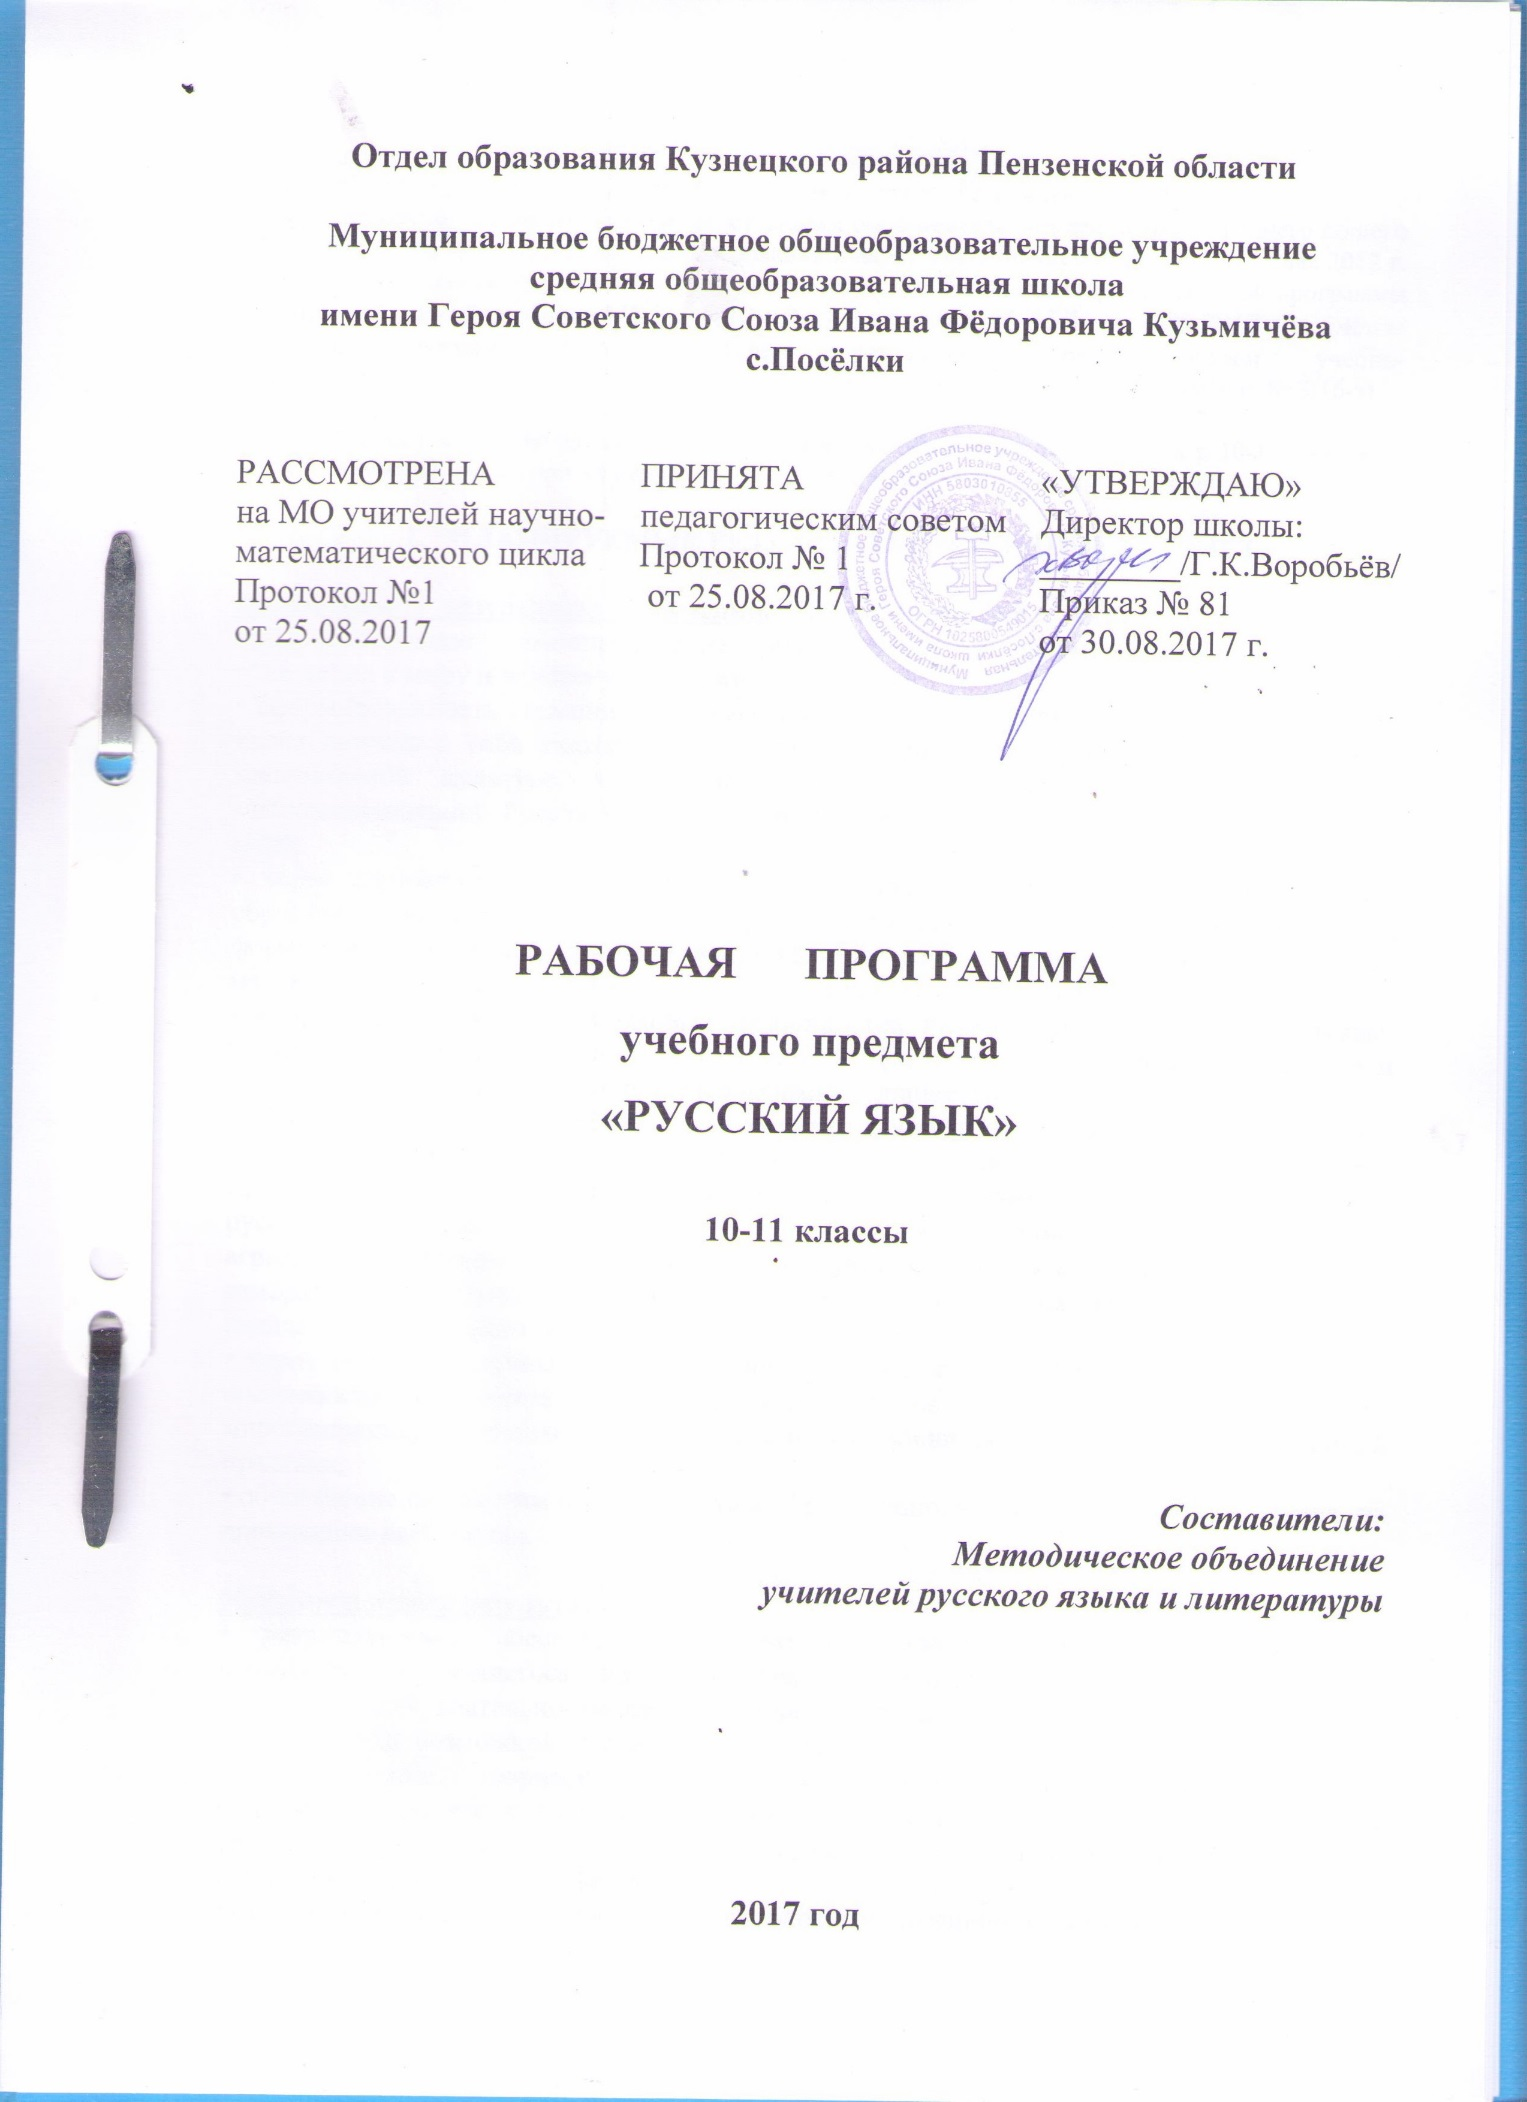 Отдел образования Кузнецкого района Пензенской области
Муниципальное бюджетное общеобразовательное учреждение
средняя общеобразовательная школа
имени Героя Советского Союза Ивана Фёдоровича Кузьмичёва
с.Посёлки
РАССМОТРЕНА
на МО учителей научно-
математического цикла
Протокол №1
от 25.08.2017
ПРИНЯТА
педагогическим советом
Протокол № 1
от 25.08.2017 г.
«УТВЕРЖДАЮ»
Директор школы:
/Г.К.Воробьёв/
Приказ № 81
от 30.08.2017 г.
ИНН 5803010955
РАБОЧАЯ ПРОГРАММА
учебного предмета
«РУССКИЙ ЯЗЫК»
10-11 классы
Составители:
Методическое объединение
учителей русского языка и литературы
2017 год